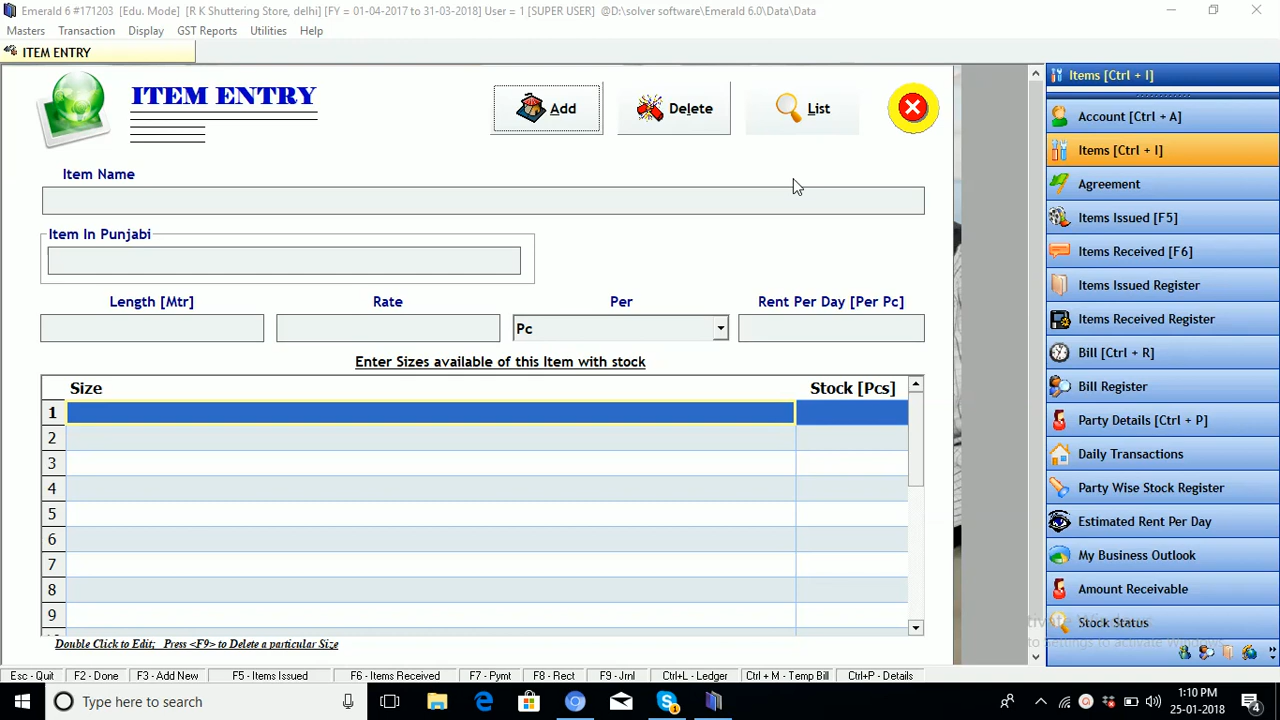 Emerald 6 #171203 [Edu. Mode] [R K Shuttering Store, delhi] [FY = 01-04-2017 to 31-03-2018] User = 1 [SUPER USER] @D:\solver software\Emerald 6.0\Data\Data
Masters Transaction Display GST Reports Utilities Help
ITEM ENTRY
ITEM ENTRY
Add Delete List
Item Name
Item In Punjabi
Length [Mtr] Rate Per Rent Per Day [Per Pc]
Pc
Enter Sizes available of this Item with stock
Size Stock [Pcs]
1
2
3
4
5
6
7
8
9
Double Click to Edit; Press <F9> to Delete a particular Size
Items [Ctrl + I]
Account [Ctrl + A]
Items [Ctrl + I]
Agreement
Items Issued [F5]
Items Received [F6]
Items Issued Register
Items Received Register
Bill [Ctrl + R]
Bill Register
Party Details [Ctrl + P]
Daily Transactions
Party Wise Stock Register
Estimated Rent Per Day
My Business Outlook
Amount Receivable
Stock Status
to Settings to activate Windows.
Esc - Quit F2 - Done F3 - Add New F5 - Items Issued F6 - Items Received F7 - Pymt F8 - Rect F9 - Jrnl Ctrl+L - Ledger Ctrl + M - Temp Bill Ctrl+P - Details
Type here to search
1:10 PM
25-01-2018
4